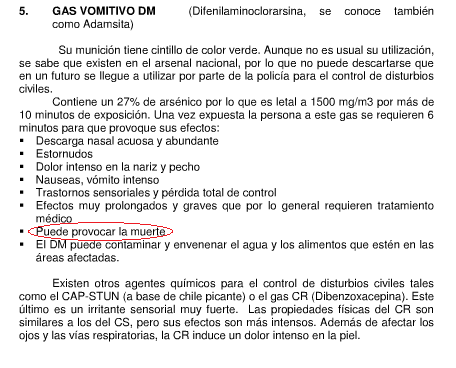 5. GAS VOMITIVO DM (Difenilaminoclorarsina, se conoce también
como Adamsita)
Su munición tiene cintillo de color verde. Aunque no es usual su utilización,
se sabe que existen en el arsenal nacional, por lo que no puede descartarse que
en un futuro se llegue a utilizar por parte de la policía para el control de disturbios
civiles.
Contiene un 27% de arsénico por lo que es letal a 1500 mg/m3 por más de
10 minutos de exposición. Una vez expuesta la persona a este gas se requieren 6
minutos para que provoque sus efectos:
▪ Descarga nasal acuosa y abundante
▪ Estornudos
▪ Dolor intenso en la nariz y pecho
▪ Nauseas, vómito intenso
▪ Trastornos sensoriales y pérdida total de control
▪ Efectos muy prolongados y graves que por lo general requieren tratamiento
médico
▪ Puede provocar la muerte
▪ El DM puede contaminar y envenenar el agua y los alimentos que estén en las
áreas afectadas.
Existen otros agentes químicos para el control de disturbios civiles tales
como el CAP-STUN (a base de chile picante) o el gas CR (Dibenzoxacepina). Este
último es un irritante sensorial muy fuerte. Las propiedades físicas del CR son
similares a los del CS, pero sus efectos son más intensos. Además de afectar los
ojos y las vías respiratorias, la CR induce un dolor intenso en la piel.